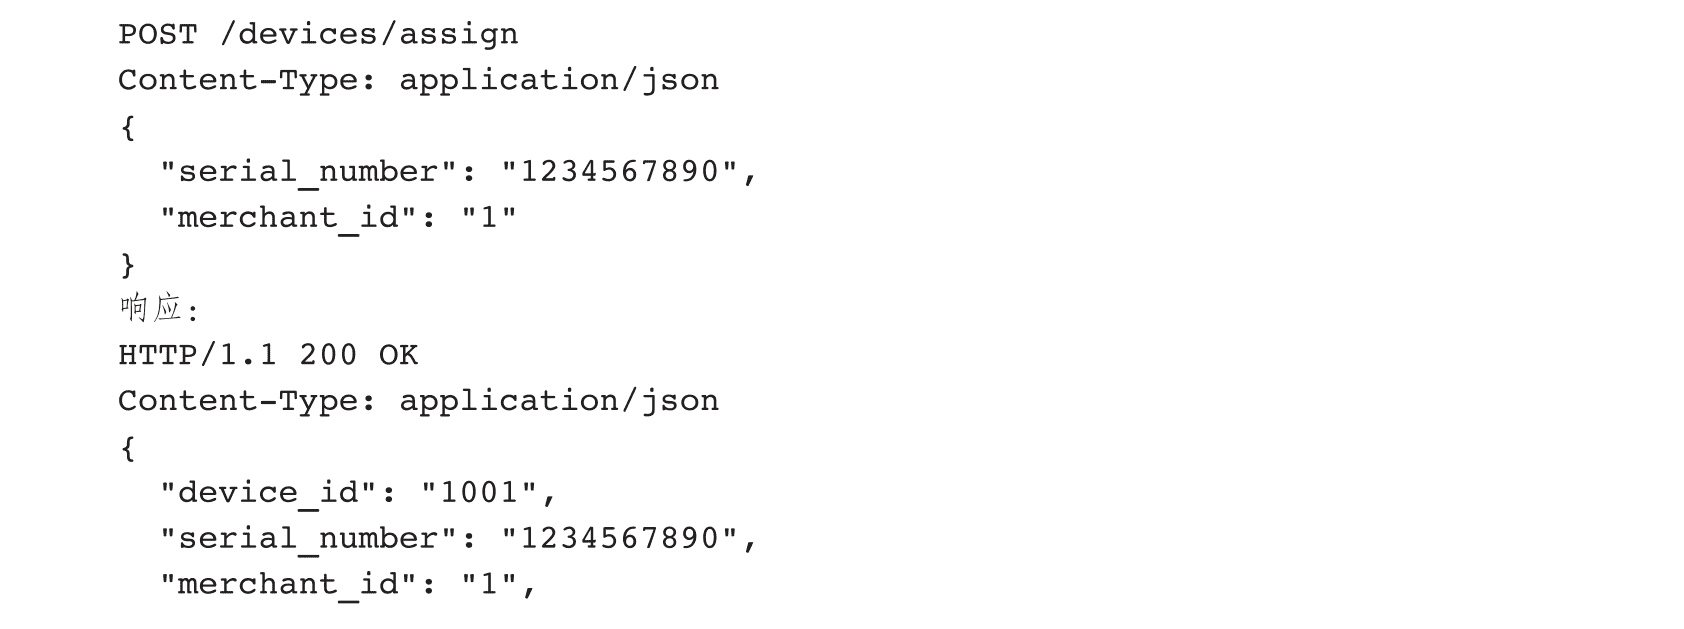 POST /devices/assign
Content-Type: application/json
{
  "serial_number": "1234567890",
  "merchant_id": "1"
}
响应:
HTTP/1.1 200 OK
Content-Type: application/json
{
  "device_id": "1001",
  "serial_number": "1234567890",
  "merchant_id": "1",